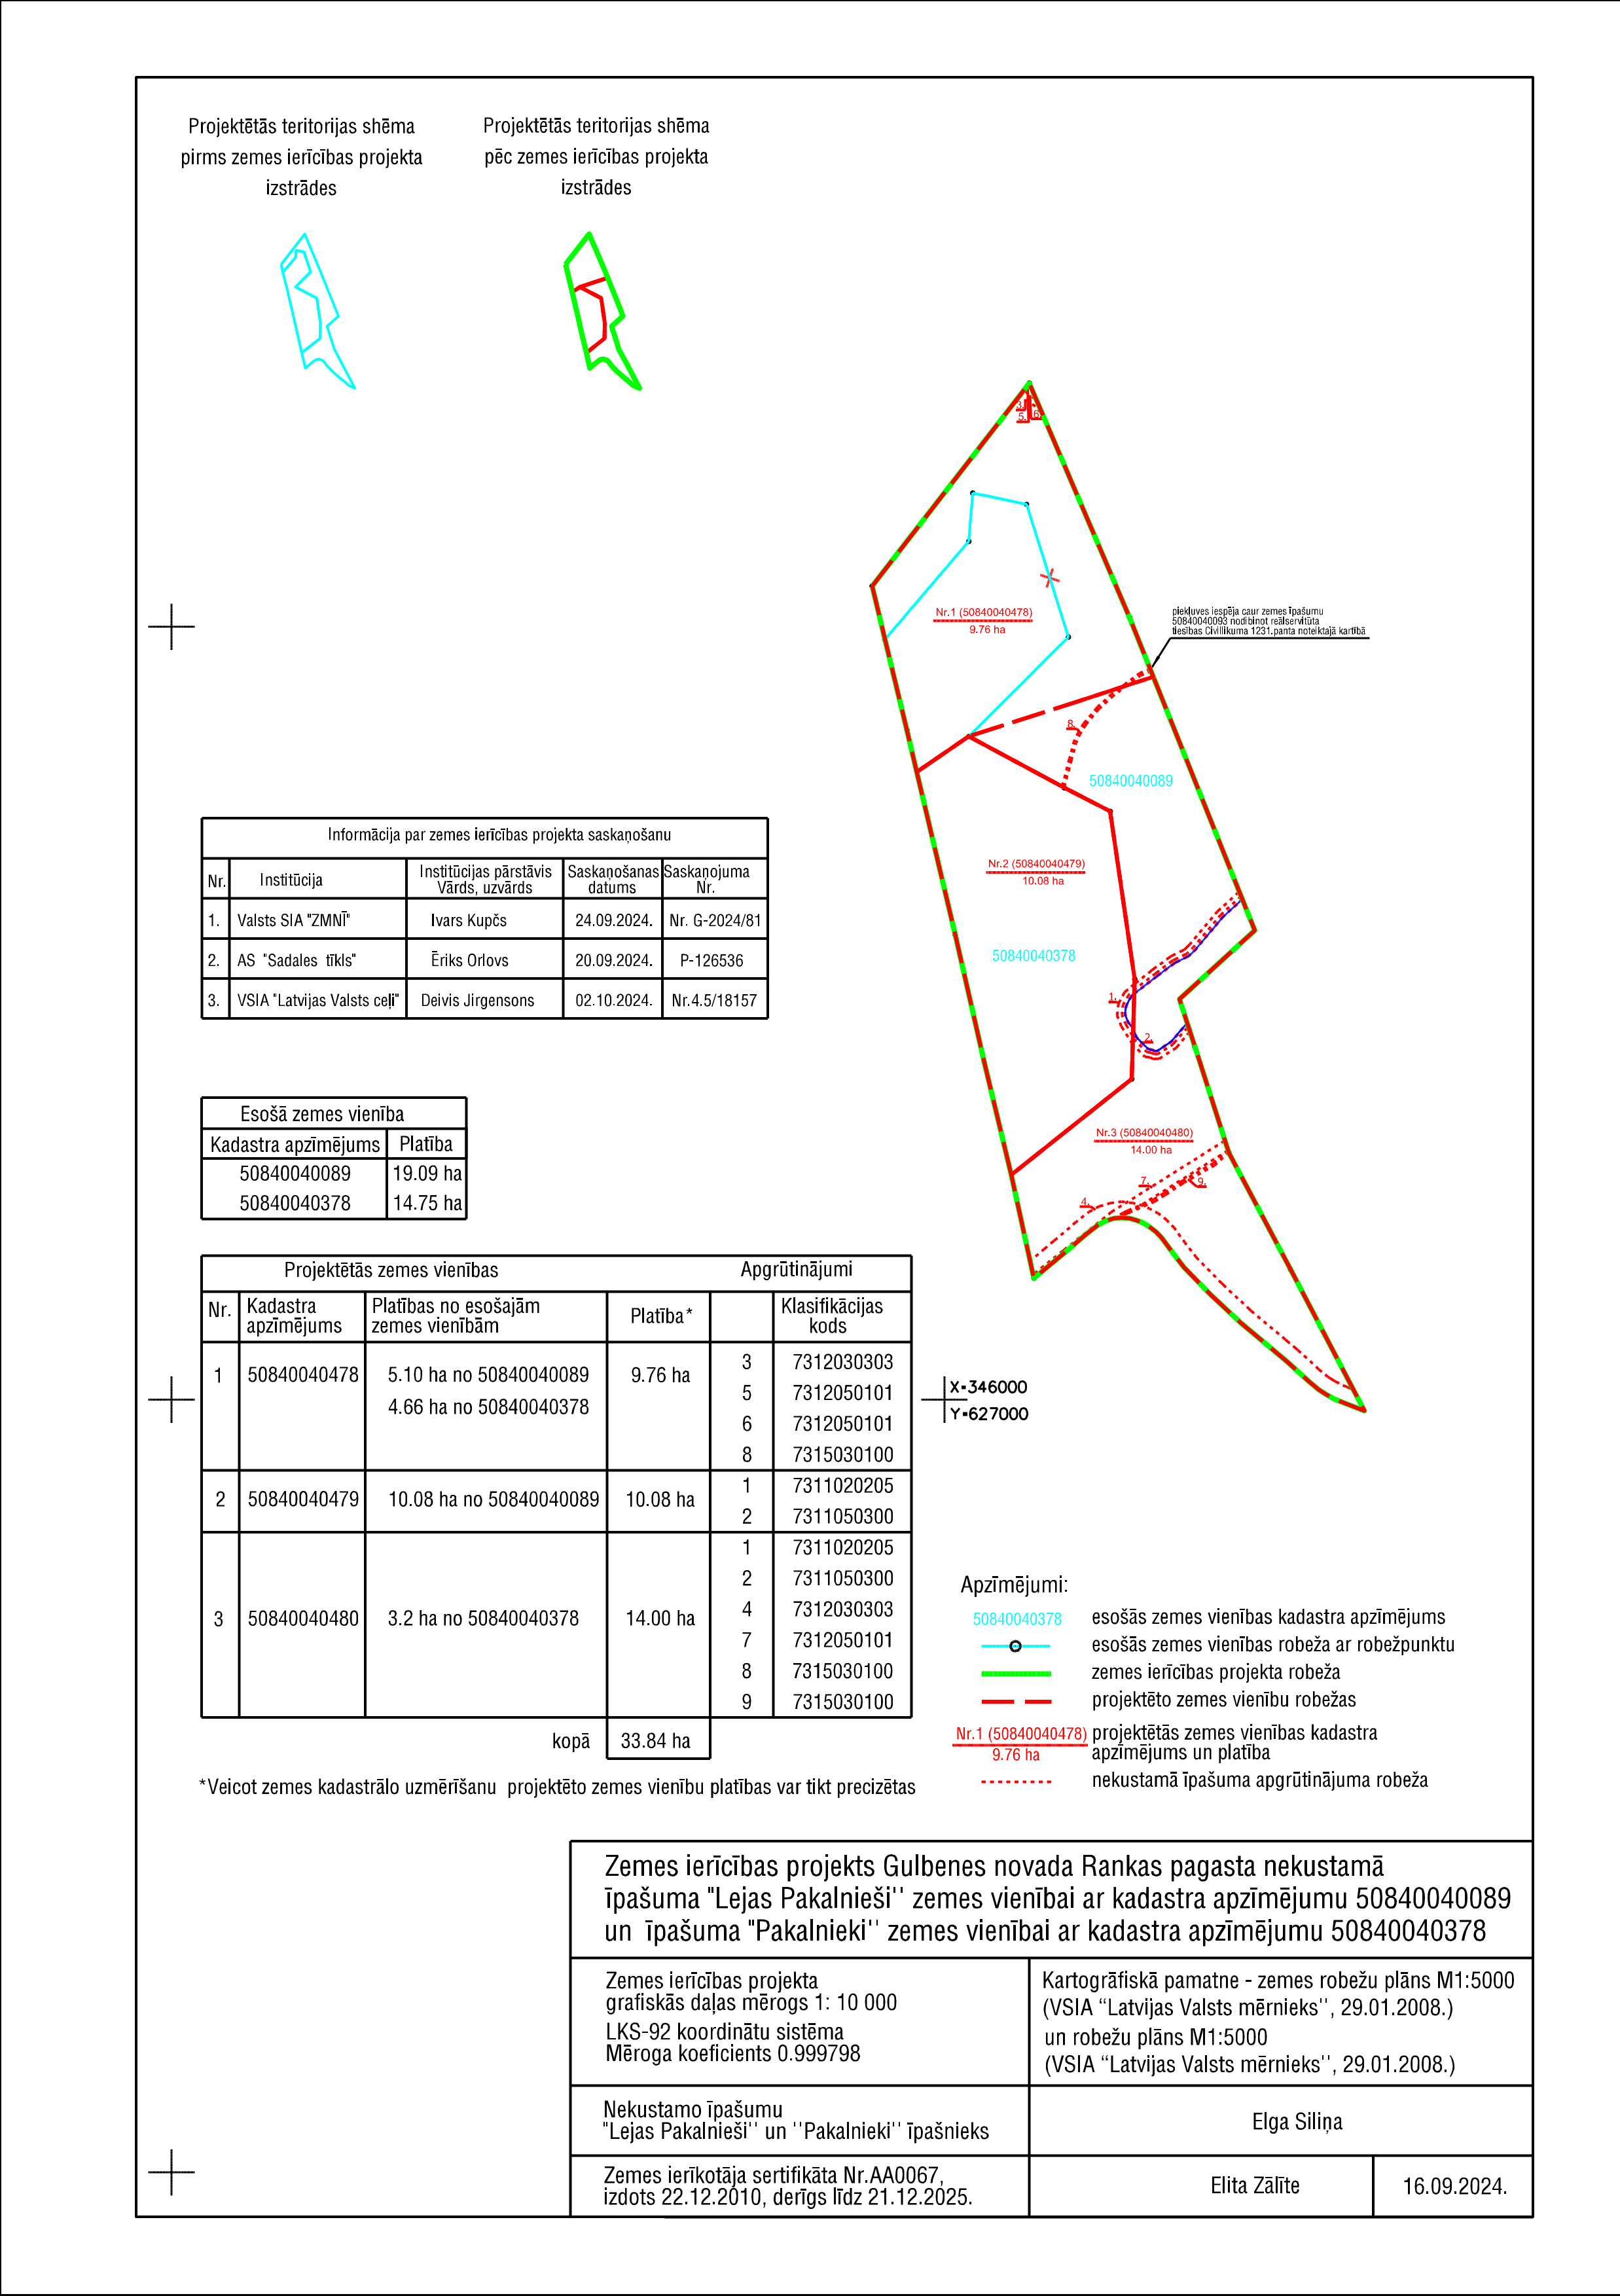 Projektētās teritorijas shēma
pirms zemes ierīcības projekta
izstrādes
Projektētās teritorijas shēma
pēc zemes ierīcības projekta
izstrādes
3.
5.
6.
Nr.1 (50840040478)
9.76 ha
piekļuves iespēja caur zemes īpašumu
50840040093 nodibinot reālservitūta
tiesības Civillikuma 1231.panta noteiktajā kārtībā
8.
50840040089
Nr.2 (50840040479)
10.08 ha
50840040378
1.
2.
Nr.3 (50840040480)
14.00 ha
7.
9.
4.
Informācija par zemes ierīcības projekta saskaņošanu
Nr. Institūcija Institūcijas pārstāvis Vārds, uzvārds Saskaņošanas datums Saskaņojuma Nr.
1. Valsts SIA "ZMNĪ" Ivars Kupčs 24.09.2024. Nr. G-2024/81
2. AS "Sadales tīkls" Ēriks Orlovs 20.09.2024. P-126536
3. VSIA "Latvijas Valsts ceļi" Deivis Jirgensons 02.10.2024. Nr.4.5/18157
Esošā zemes vienība
Kadastra apzīmējums Platība
50840040089 19.09 ha
50840040378 14.75 ha
Projektētās zemes vienības Apgrūtinājumi
Nr. Kadastra apzīmējums Platības no esošajām zemes vienībām Platība* Klasifikācijas kods
1 50840040478 5.10 ha no 50840040089 9.76 ha 3 7312030303
4.66 ha no 50840040378 5 7312050101
6 7312050101
8 7315030100
2 50840040479 10.08 ha no 50840040089 10.08 ha 1 7311020205
2 7311050300
1 7311020205
2 7311050300
3 50840040480 3.2 ha no 50840040378 14.00 ha 4 7312030303
7 7312050101
8 7315030100
9 7315030100
kopā 33.84 ha
*Veicot zemes kadastrālo uzmērīšanu projektēto zemes vienību platības var tikt precizētas
X=346000
Y=627000
Apzīmējumi:
50840040378 esošās zemes vienības kadastra apzīmējums
esošās zemes vienības robeža ar robežpunktu
zemes ierīcības projekta robeža
projektēto zemes vienību robežas
Nr.1 (50840040478) projektētās zemes vienības kadastra
9.76 ha apzīmējums un platība
nekustamā īpašuma apgrūtinājuma robeža
Zemes ierīcības projekts Gulbenes novada Rankas pagasta nekustamā
īpašuma "Lejas Pakalnieši'' zemes vienībai ar kadastra apzīmējumu 50840040089
un īpašuma "Pakalnieki'' zemes vienībai ar kadastra apzīmējumu 50840040378
Zemes ierīcības projekta
grafiskās daļas mērogs 1: 10 000
LKS-92 koordinātu sistēma
Mēroga koeficients 0.999798
Kartogrāfiskā pamatne - zemes robežu plāns M1:5000
(VSIA “Latvijas Valsts mērnieks'', 29.01.2008.)
un robežu plāns M1:5000
(VSIA “Latvijas Valsts mērnieks'', 29.01.2008.)
Nekustamo īpašumu
"Lejas Pakalnieši'' un ''Pakalnieki'' īpašnieks
Elga Siliņa
Zemes ierīkotāja sertifikāta Nr.AA0067,
izdots 22.12.2010, derīgs līdz 21.12.2025.
Elita Zālīte
16.09.2024.